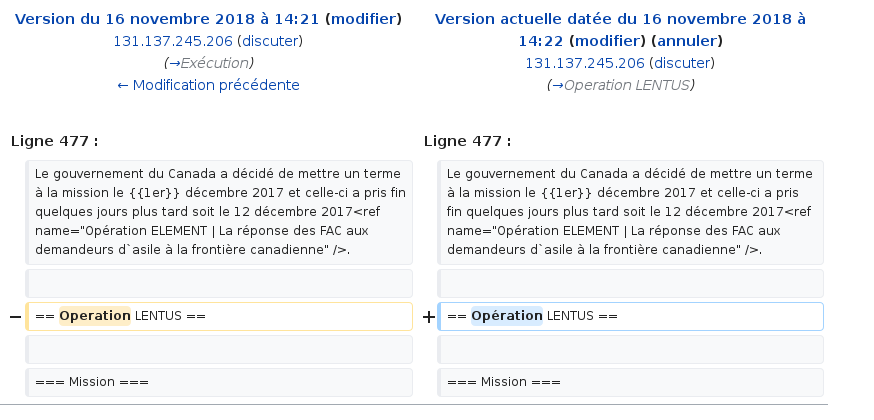 Version du 16 novembre 2018 à 14:21 (modifier)
131.137.245.206 (discuter)
(→Exécution)
← Modification précédente
Version actuelle datée du 16 novembre 2018 à
14:22 (modifier) (annuler)
131.137.245.206 (discuter)
(→Operation LENTUS)
Ligne 477 :
Ligne 477 :
Le gouvernement du Canada a décidé de mettre un terme
à la mission le {{1er}} décembre 2017 et celle-ci a pris fin
quelques jours plus tard soit le 12 décembre 2017<ref
name="Opération ELEMENT | La réponse des FAC aux
demandeurs d`asile à la frontière canadienne" />.
Le gouvernement du Canada a décidé de mettre un terme
à la mission le {{1er}} décembre 2017 et celle-ci a pris
fin quelques jours plus tard soit le 12 décembre 2017<ref
name="Opération ELEMENT | La réponse des FAC aux
demandeurs d`asile à la frontière canadienne" />.
− == Operation LENTUS ==
+ == Opération LENTUS ==
=== Mission ===
=== Mission ===